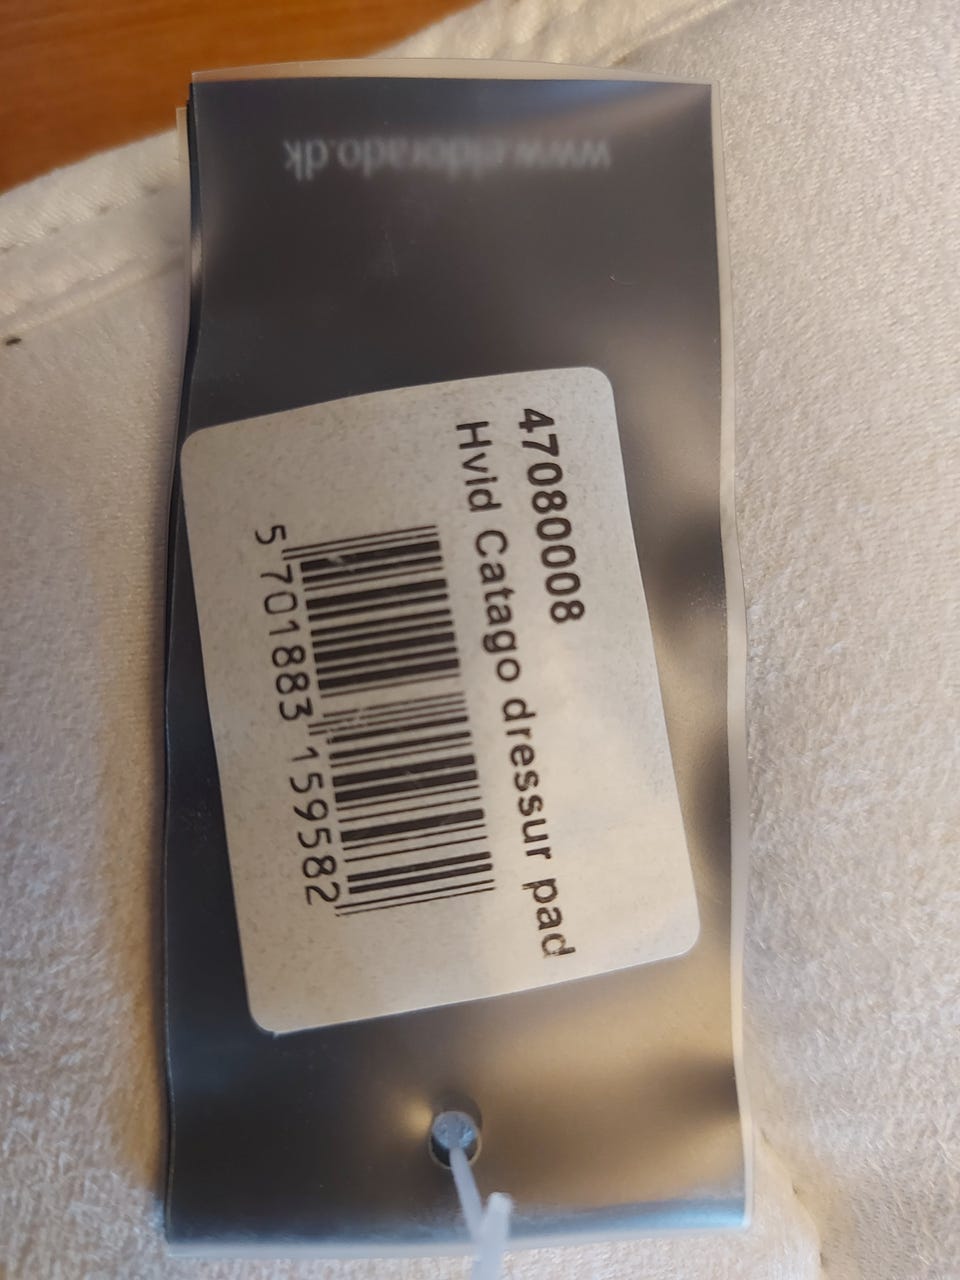 www.eldorado.dk
47080008
Hvid Catago dressur pad
5 701883 159582